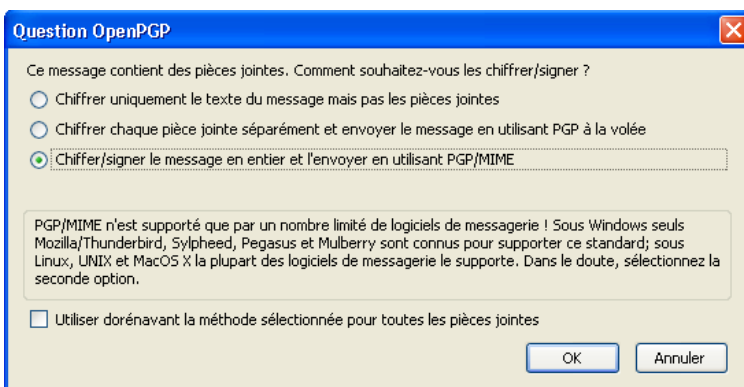 Question OpenPGP
Ce message contient des pièces jointes. Comment souhaitez-vous les chiffrer/signer ?
Chiffrer uniquement le texte du message mais pas les pièces jointes
Chiffrer chaque pièce jointe séparément et envoyer le message en utilisant PGP à la volée
Chiffer/signer le message en entier et l'envoyer en utilisant PGP/MIME
PGP/MIME n'est supporté que par un nombre limité de logiciels de messagerie ! Sous Windows seuls
Mozilla/Thunderbird, Sylpheed, Pegasus et Mulberry sont connus pour supporter ce standard; sous
Linux, UNIX et MacOS X la plupart des logiciels de messagerie le supporte. Dans le doute, sélectionnez la
seconde option.
Utiliser dorénavant la méthode sélectionnée pour toutes les pièces jointes
OK Annuler